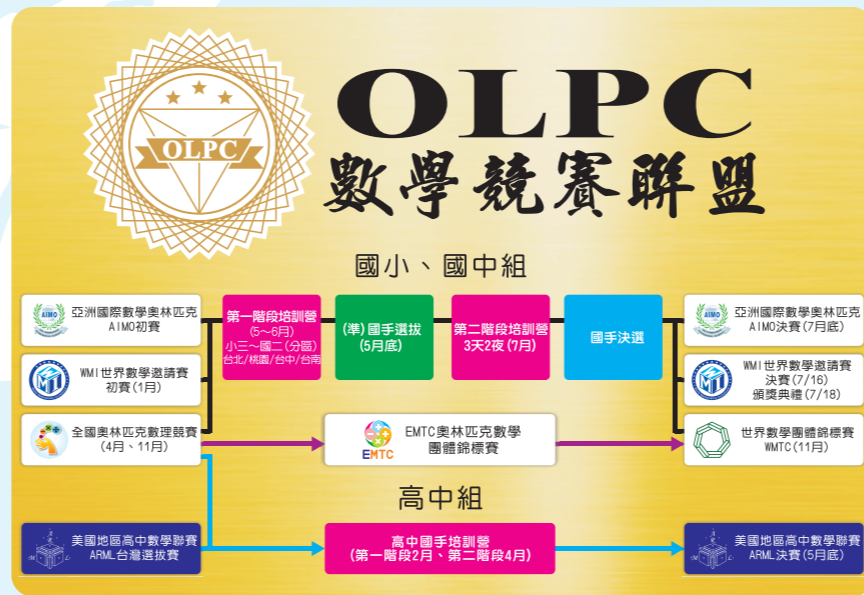 OLPC
OLPC
數學競賽聯盟
國小、國中組
亞洲國際數學奧林匹克
AIMO初賽
AIMO
第一階段培訓營
(5～6月)
小三～國二(分區)
台北/桃園/台中/台南
(準)國手選拔
(5月底)
第二階段培訓營
3天2夜(7月)
國手決選
亞洲國際數學奧林匹克
AIMO決賽(7月底)
AIMO
WMI世界數學邀請賽
初賽(1月)
WMI世界數學邀請賽
決賽(7/16)
頒獎典禮(7/18)
全國奧林匹克數理競賽
(4月、11月)
EMTC
EMTC奧林匹克數學
團體錦標賽
世界數學團體錦標賽
WMTC(11月)
高中組
美國地區高中數學聯賽
ARML台灣選拔賽
高中國手培訓營
(第一階段2月、第二階段4月)
美國地區高中數學聯賽
ARML決賽(5月底)